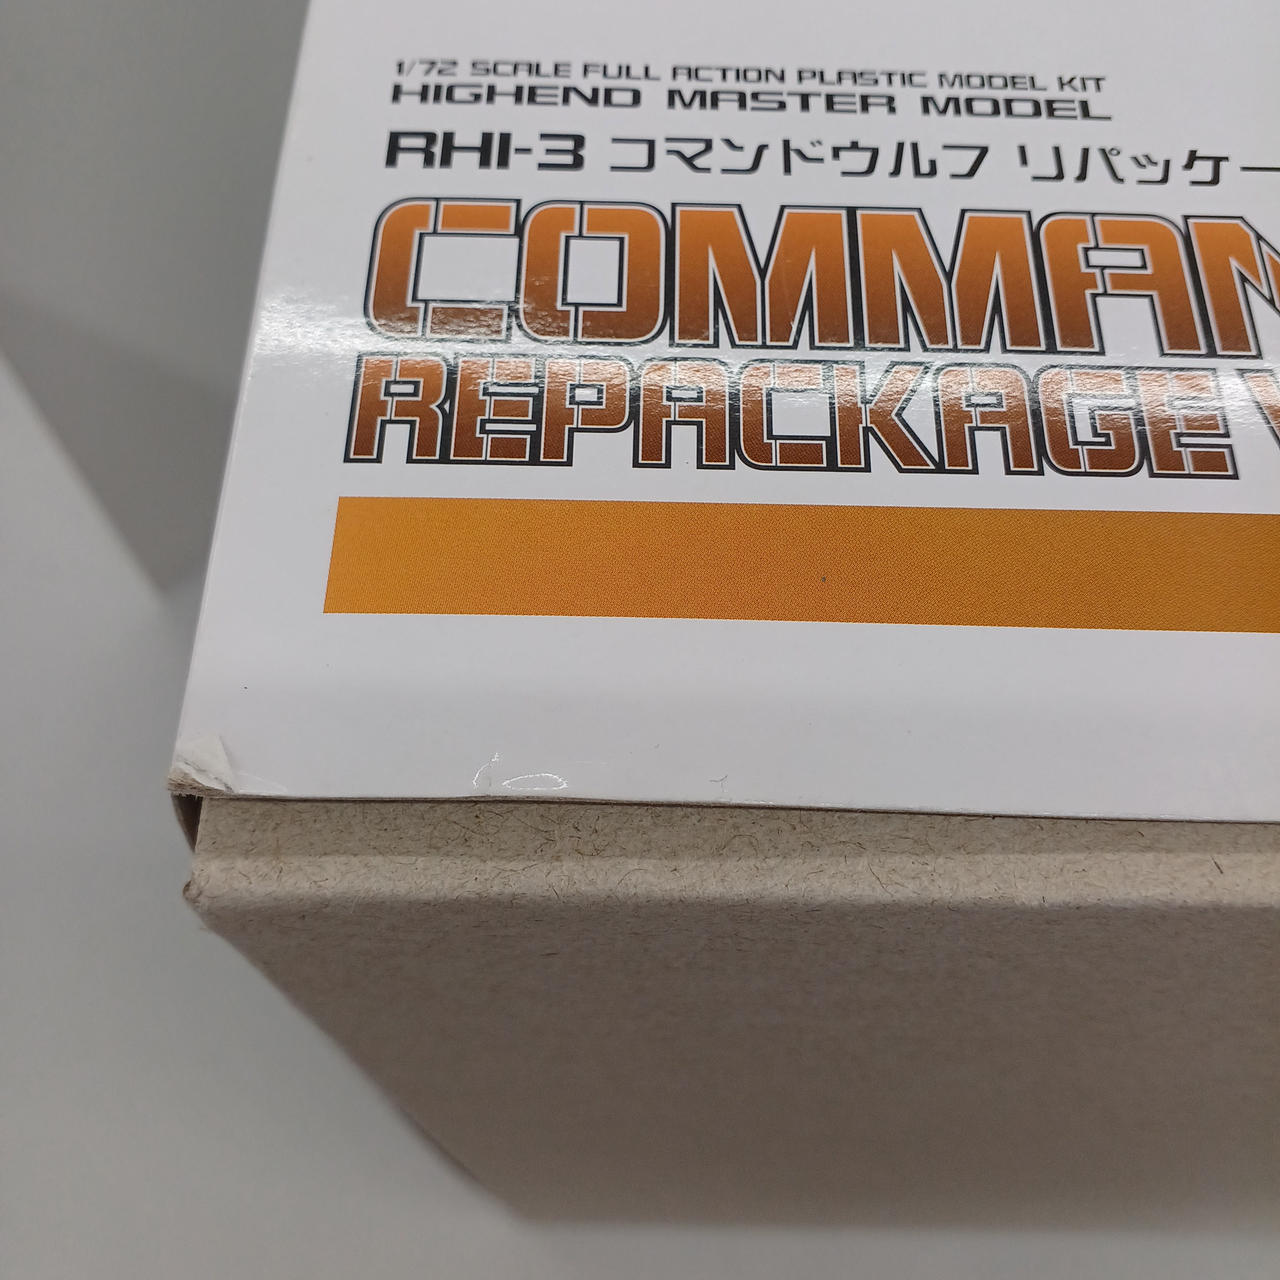 1/72 SCALE FULL ACTION PLASTIC MODEL KIT
HIGHEND MASTER MODEL
RHI-3 コマンドウルフ リパッケー
COMMAN
REPACKAGE V